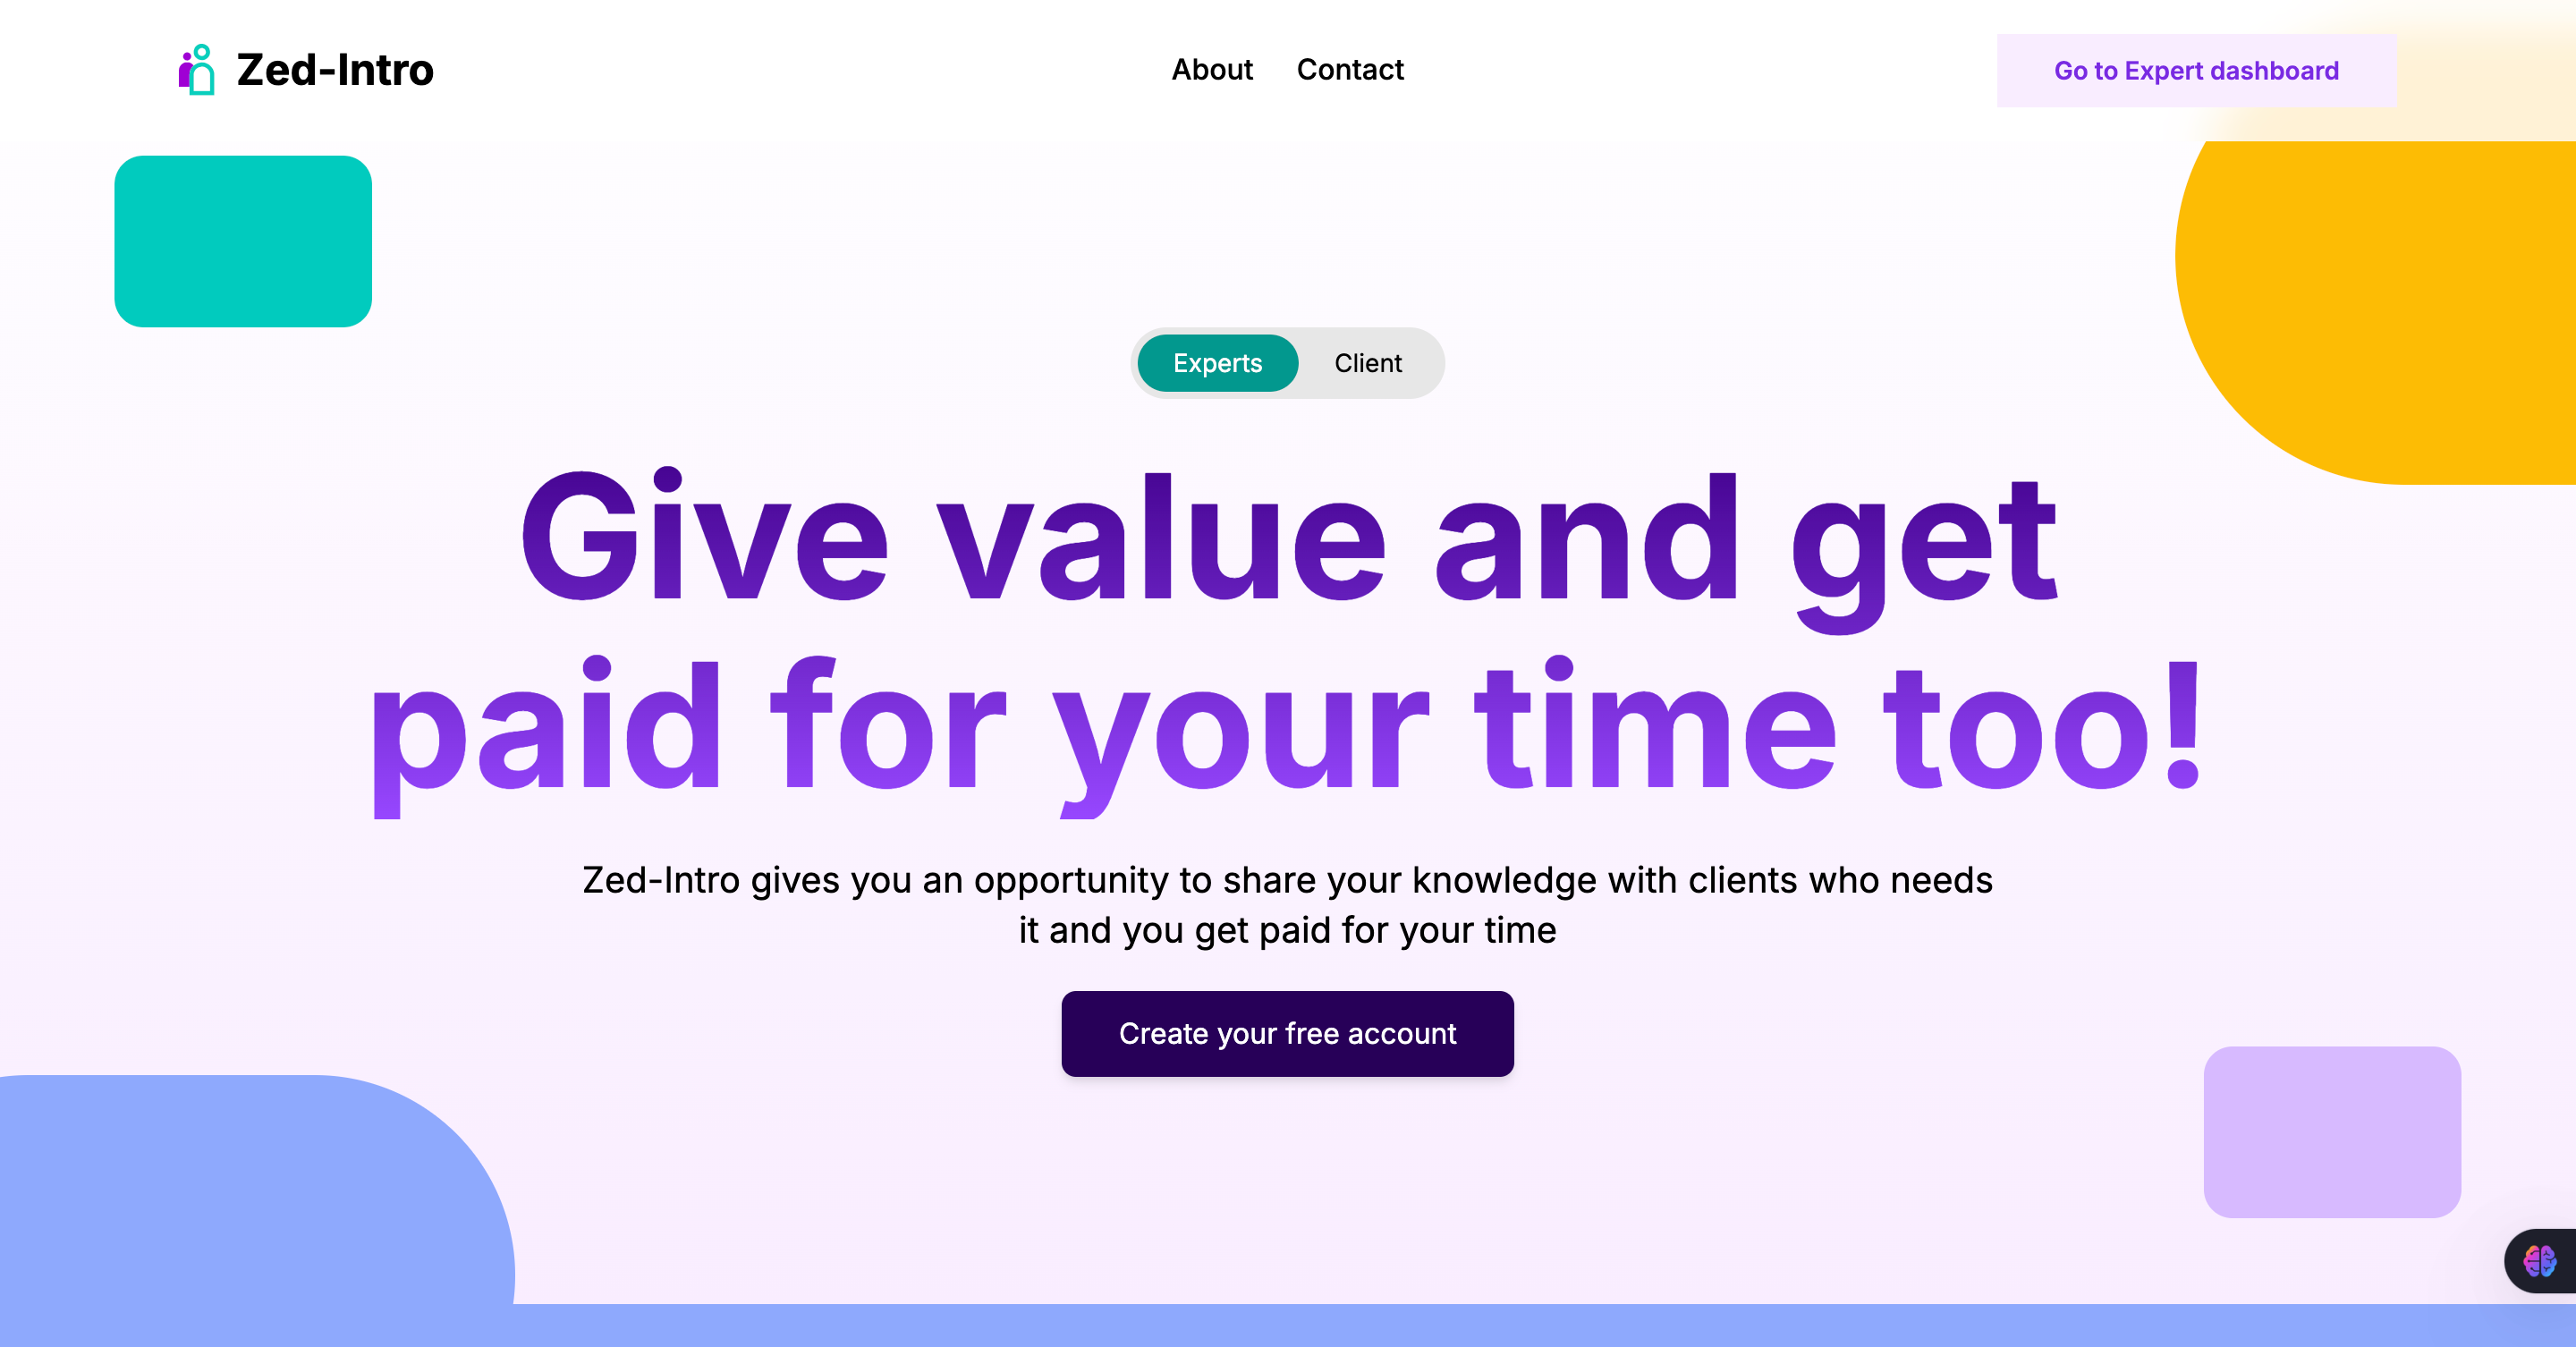 Zed-Intro
About
Contact
Go to Expert dashboard
Experts
Client
Give value and get
paid for your time too!
Zed-Intro gives you an opportunity to share your knowledge with clients who needs
it and you get paid for your time
Create your free account